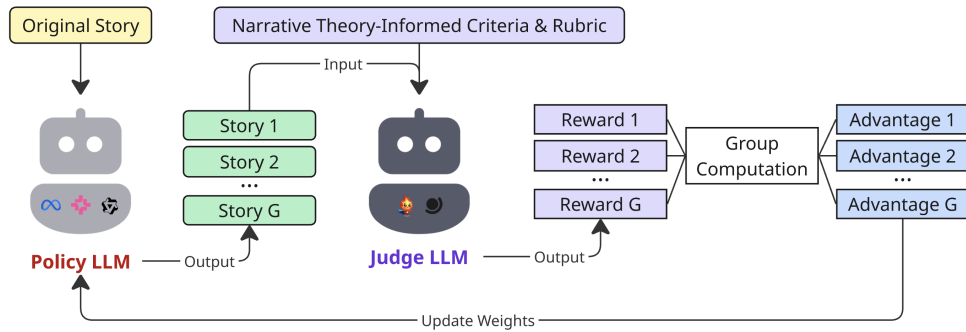 Original Story
Narrative Theory-Informed Criteria & Rubric
Input
Story 1
Story 2
...
Story G
Reward 1
Reward 2
...
Reward G
Group
Computation
Advantage 1
Advantage 2
...
Advantage G
Policy LLM
Output
Judge LLM
Output
Update Weights